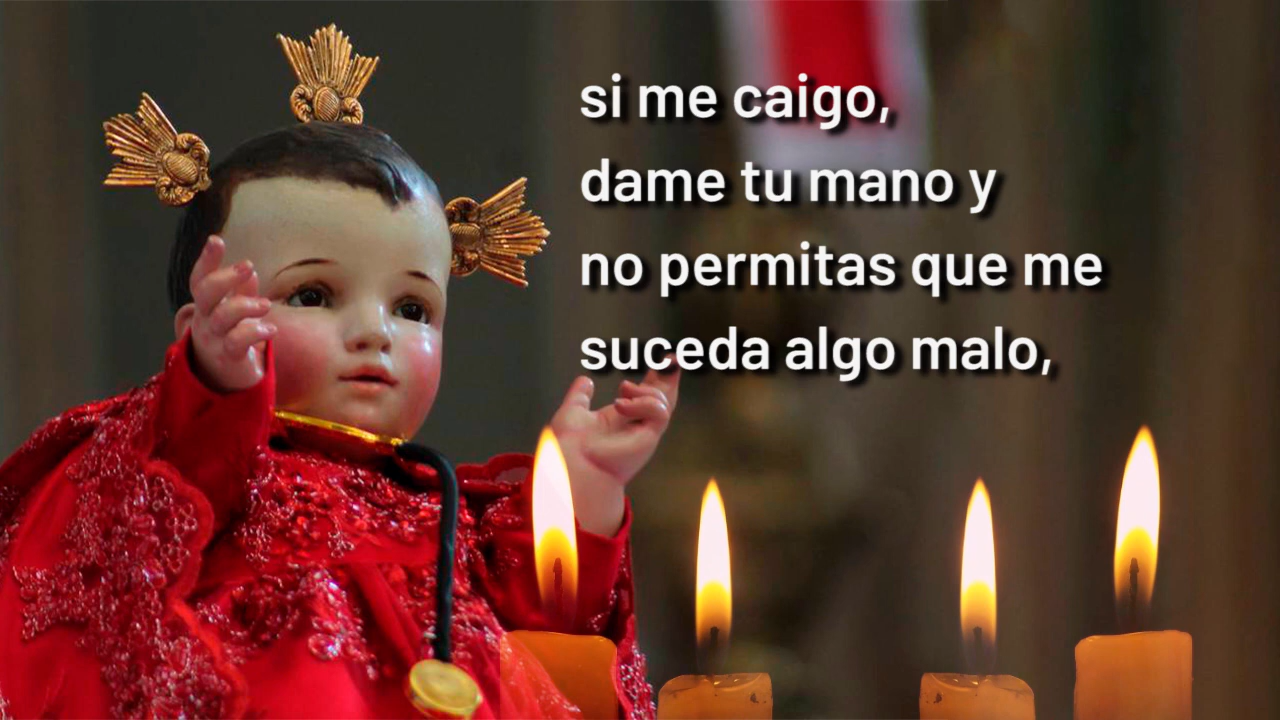 si me caigo,
dame tu mano y
no permitas que me
suceda algo malo,